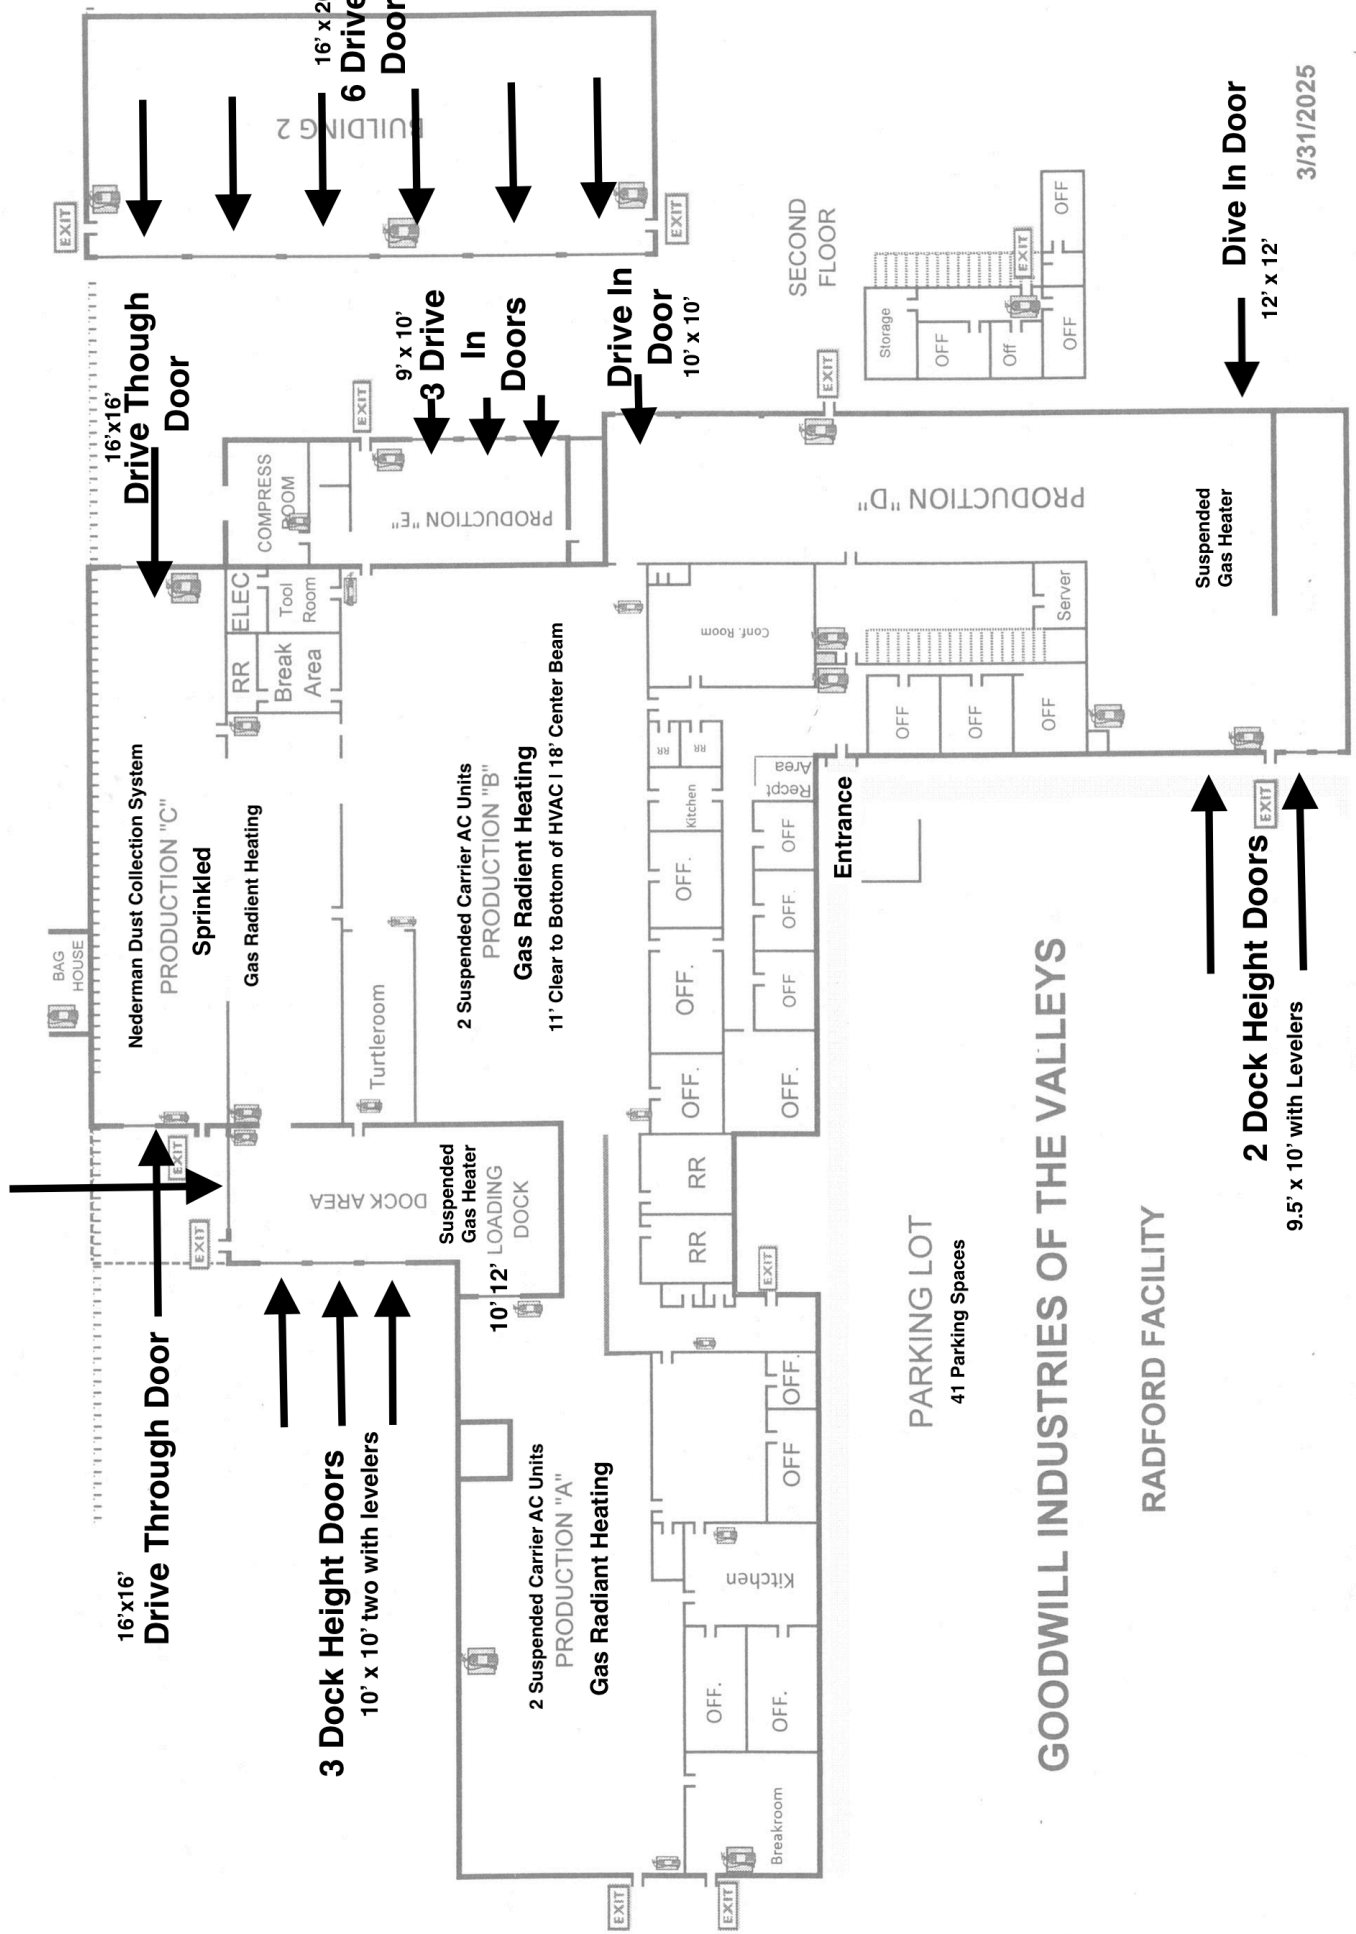 16'x16'
Drive Through Door
3 Dock Height Doors
10' x 10' two with levelers
BAG
HOUSE
Nederman Dust Collection System
PRODUCTION "C"
Sprinkled
Gas Radient Heating
16'x16'
Drive Though
Door
EXIT
EXIT
DOCK AREA
Suspended
Gas Heater
LOADING
DOCK
10' 12'
Turtleroom
RR
Break
Area
ELEC
Tool
Room
COMPRESS
ROOM
EXIT
PRODUCTION "E"
9' x 10'
3 Drive
In
Doors
EXIT
BUILDING 2
6 Drive
EXIT
2 Suspended Carrier AC Units
PRODUCTION "B"
Gas Radient Heating
11' Clear to Bottom of HVAC | 18' Center Beam
Drive In
Door
10' x 10'
2 Suspended Carrier AC Units
PRODUCTION "A"
Gas Radiant Heating
EXIT
EXIT
Breakroom
OFF.
OFF.
Kitchen
OFF
OFF.
EXIT
RR
RR
OFF.
OFF.
OFF.
OFF.
OFF
OFF.
OFF
Kitchen
RR
RR
Recpt
Area
Conf. Room
Entrance
OFF
OFF
OFF
Server
EXIT
PRODUCTION "D"
SECOND
FLOOR
Storage
OFF
Off
OFF
EXIT
OFF
PARKING LOT
41 Parking Spaces
GOODWILL INDUSTRIES OF THE VALLEYS
RADFORD FACILITY
Suspended
Gas Heater
EXIT
2 Dock Height Doors
9.5' x 10' with Levelers
Dive In Door
12' x 12'
3/31/2025